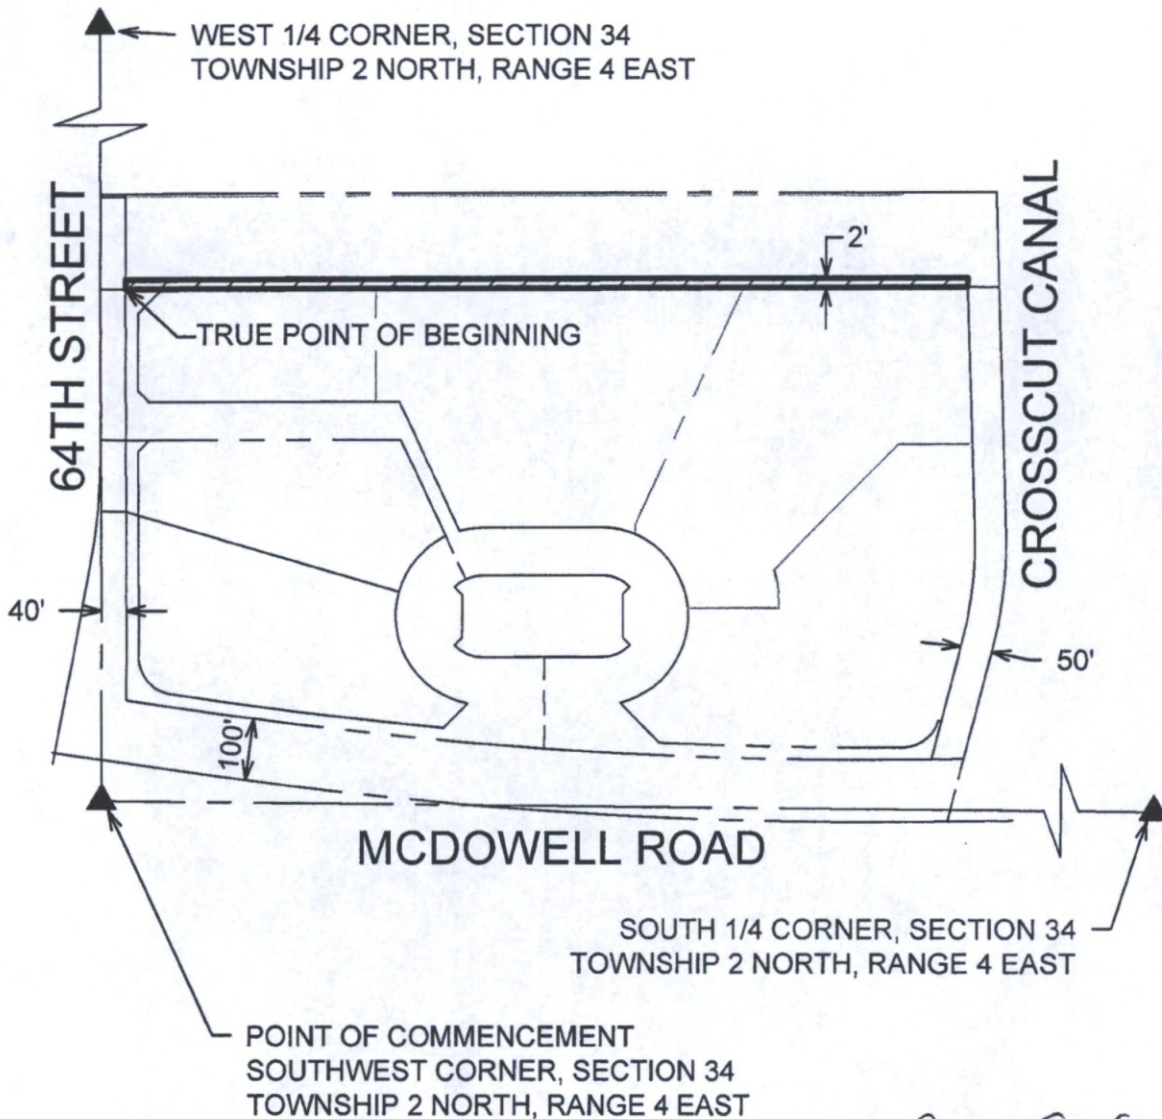 WEST 1/4 CORNER, SECTION 34
TOWNSHIP 2 NORTH, RANGE 4 EAST
64TH STREET
2'
CROSSCUT CANAL
TRUE POINT OF BEGINNING
40'
50'
100'
MCDOWELL ROAD
SOUTH 1/4 CORNER, SECTION 34
TOWNSHIP 2 NORTH, RANGE 4 EAST
POINT OF COMMENCEMENT
SOUTHWEST CORNER, SECTION 34
TOWNSHIP 2 NORTH, RANGE 4 EAST